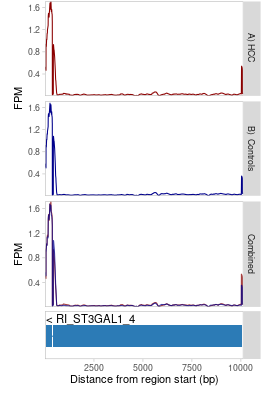 1.6
1.2
0.8
0.4
FPM
A) HCC
1.6
1.2
0.8
0.4
FPM
B) Controls
1.6
1.2
0.8
0.4
FPM
Combined
< RI_ST3GAL1_4
2500 5000 7500 10000
Distance from region start (bp)